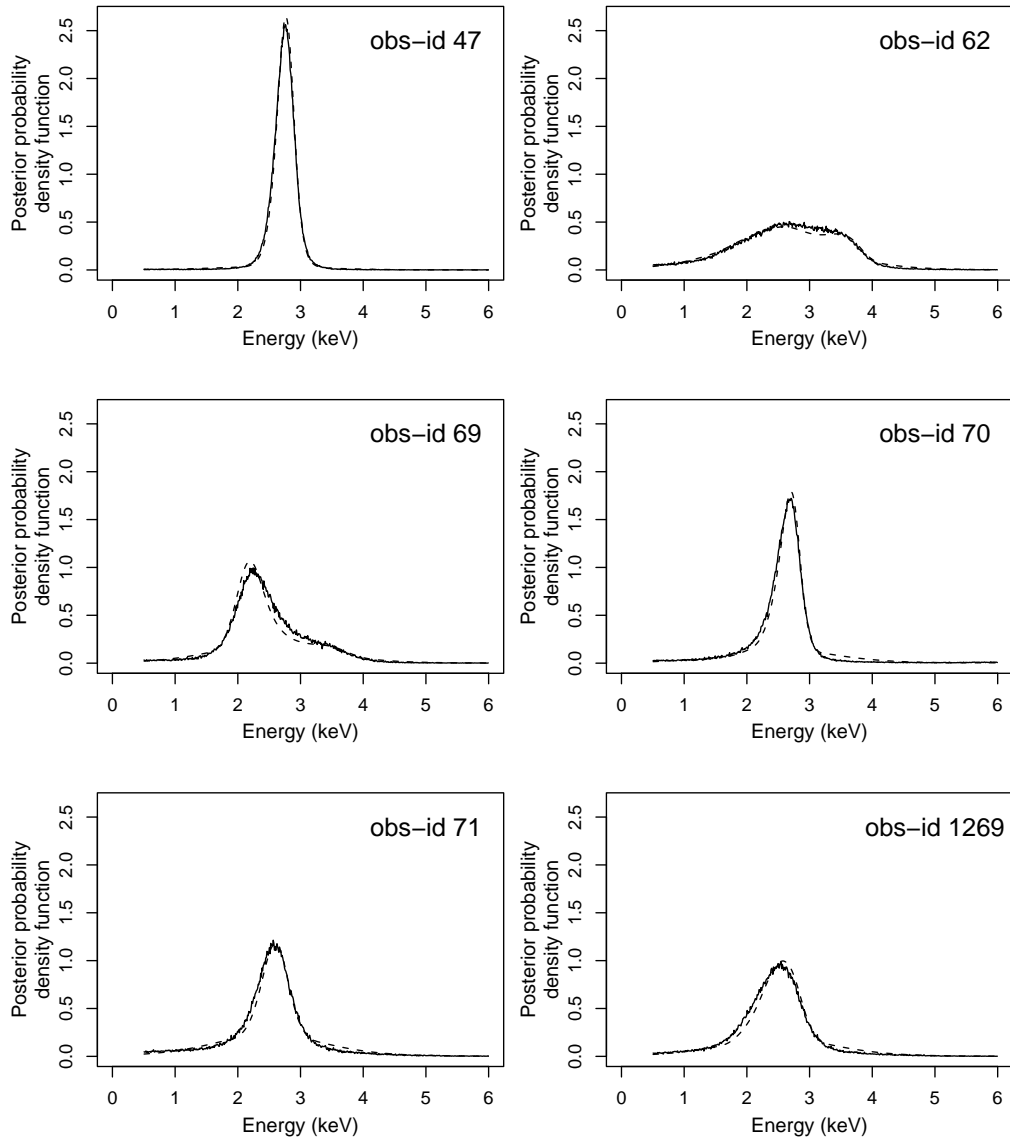 obs−id 47
Posterior probability
density function
0.0 0.5 1.0 1.5 2.0 2.5
0 1 2 3 4 5 6
Energy (keV)
obs−id 62
Posterior probability
density function
0.0 0.5 1.0 1.5 2.0 2.5
0 1 2 3 4 5 6
Energy (keV)
obs−id 69
Posterior probability
density function
0.0 0.5 1.0 1.5 2.0 2.5
0 1 2 3 4 5 6
Energy (keV)
obs−id 70
Posterior probability
density function
0.0 0.5 1.0 1.5 2.0 2.5
0 1 2 3 4 5 6
Energy (keV)
obs−id 71
Posterior probability
density function
0.0 0.5 1.0 1.5 2.0 2.5
0 1 2 3 4 5 6
Energy (keV)
obs−id 1269
Posterior probability
density function
0.0 0.5 1.0 1.5 2.0 2.5
0 1 2 3 4 5 6
Energy (keV)